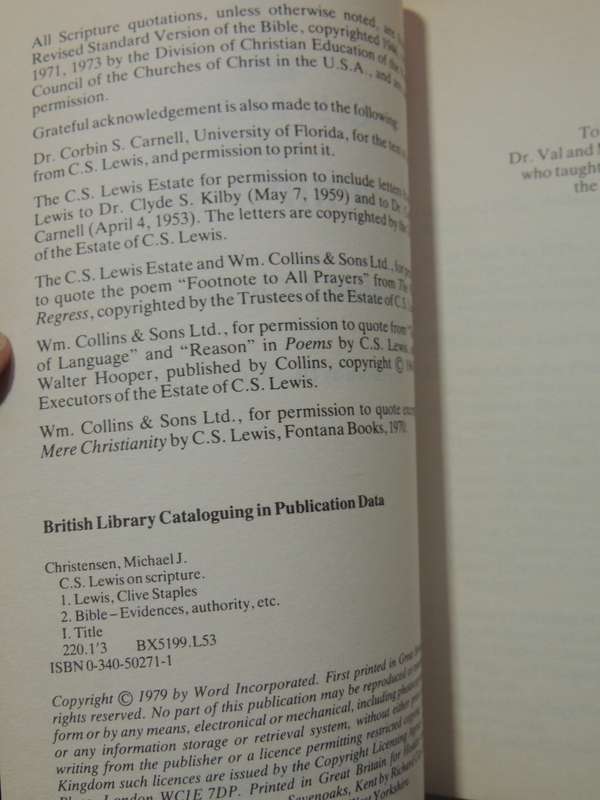 All Scripture quotations, unless otherwise noted, are
Revised Standard Version of the Bible, copyrighted
1971, 1973 by the Division of Christian Education of the
Council of the Churches of Christ in the U.S.A., and
permission.
Grateful acknowledgement is also made to the following:
Dr. Corbin S. Carnell, University of Florida, for the
from C.S. Lewis, and permission to print it.
The C.S. Lewis Estate for permission to include letters
Lewis to Dr. Clyde S. Kilby (May 7, 1959) and to Dr.
Carnell (April 4, 1953). The letters are copyrighted by the
of the Estate of C.S. Lewis.
The C.S. Lewis Estate and Wm. Collins & Sons Ltd., for
to quote the poem "Footnote to All Prayers" from The
Regress, copyrighted by the Trustees of the Estate of C.S.
Wm. Collins & Sons Ltd., for permission to quote from
of Language" and "Reason" in Poems by C.S. Lewis,
Walter Hooper, published by Collins, copyright ©
Executors of the Estate of C.S. Lewis.
Wm. Collins & Sons Ltd., for permission to quote
Mere Christianity by C.S. Lewis, Fontana Books, 1970.
British Library Cataloguing in Publication Data
Christensen, Michael J.
C.S. Lewis on scripture.
1. Lewis, Clive Staples
2. Bible – Evidences, authority, etc.
I. Title
220.1'3 BX5199.L53
ISBN 0-340-50271-1
Copyright © 1979 by Word Incorporated. First printed in Great
rights reserved. No part of this publication may be reproduced or
form or by any means, electronical or mechanical, including
or any information storage or retrieval system, without either
writing from the publisher or a licence permitting restricted
Kingdom such licences are issued by the Copyright Licensing
London WC1E 7DP. Printed in Great Britain for
Sevenoaks, Kent by Richard
To
Dr. Val and
who taught
the